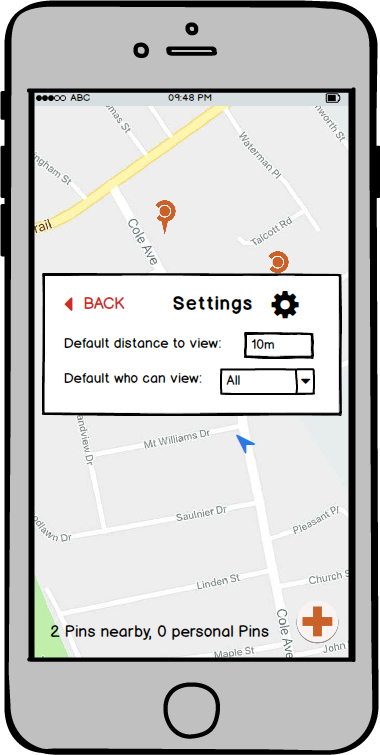 ABC 09:48 PM
omas St
nworth St
Waterman Pl
ingham St
rail
Cole Ave
Talcott Rd
BACK Settings
Default distance to view: 10m
Default who can view: All
andview Dr
Mt Williams Dr
Saulnier Dr
Pleasant Pl
odlawn Dr
Linden St
Church S
2 Pins nearby, 0 personal Pins
Cole Ave
Maple St
John